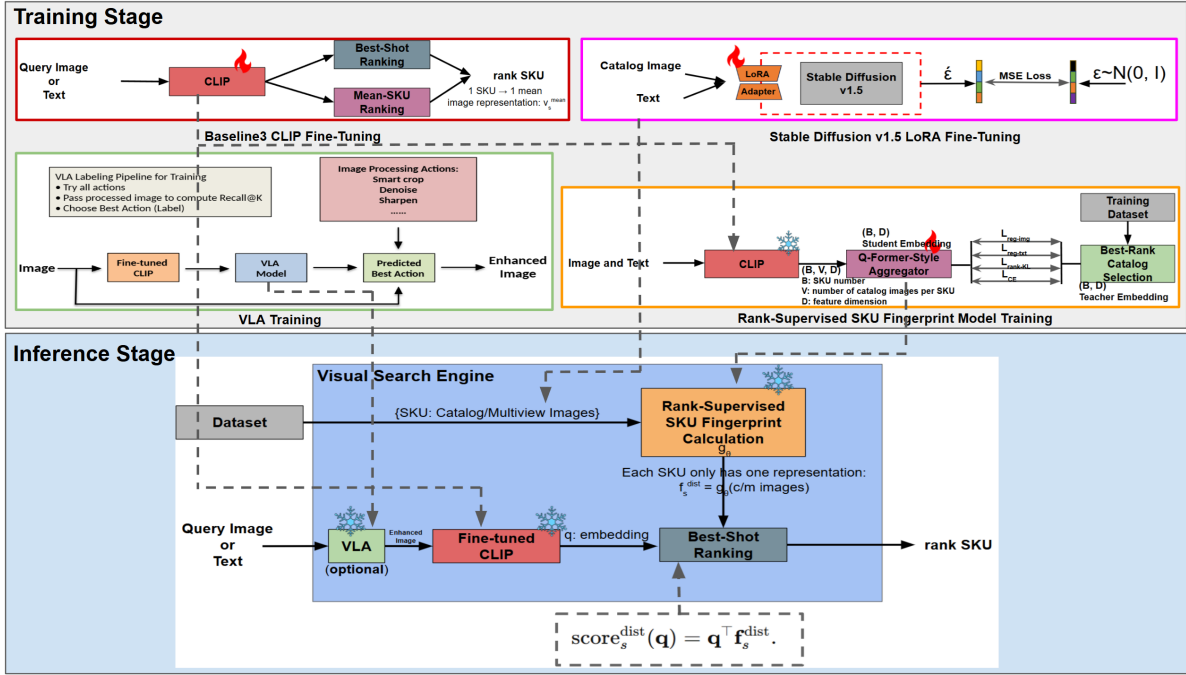 Training Stage
Query Image
or
Text
CLIP
Best-Shot
Ranking
Mean-SKU
Ranking
rank SKU
1 SKU → 1 mean
image representation: v_s^mean
Baseline3 CLIP Fine-Tuning
Catalog Image
Text
LoRA
Adapter
Stable Diffusion
v1.5
έ
MSE Loss
ε~N(0, I)
Stable Diffusion v1.5 LoRA Fine-Tuning
VLA Labeling Pipeline for Training
• Try all actions
• Pass processed image to compute Recall@K
• Choose Best Action (Label)
Image Processing Actions:
Smart crop
Denoise
Sharpen
......
Image
Fine-tuned
CLIP
VLA
Model
Predicted
Best Action
Enhanced
Image
VLA Training
Image and Text
CLIP
(B, V, D)
B: SKU number
V: number of catalog images per SKU
D: feature dimension
(B, D)
Student Embedding
Q-Former-Style
Aggregator
L_reg-img
L_reg-txt
L_rank-KL
L_CE
Training
Dataset
Best-Rank
Catalog
Selection
(B, D)
Teacher Embedding
Rank-Supervised SKU Fingerprint Model Training
Inference Stage
Visual Search Engine
Dataset
{SKU: Catalog/Multiview Images}
Rank-Supervised
SKU Fingerprint
Calculation
g_θ
Each SKU only has one representation:
f_s^dist = g_θ(c/m images)
Query Image
or
Text
VLA
(optional)
Enhanced
Image
Fine-tuned
CLIP
q: embedding
Best-Shot
Ranking
rank SKU
score_s^dist(q) = q^⊤ f_s^dist.